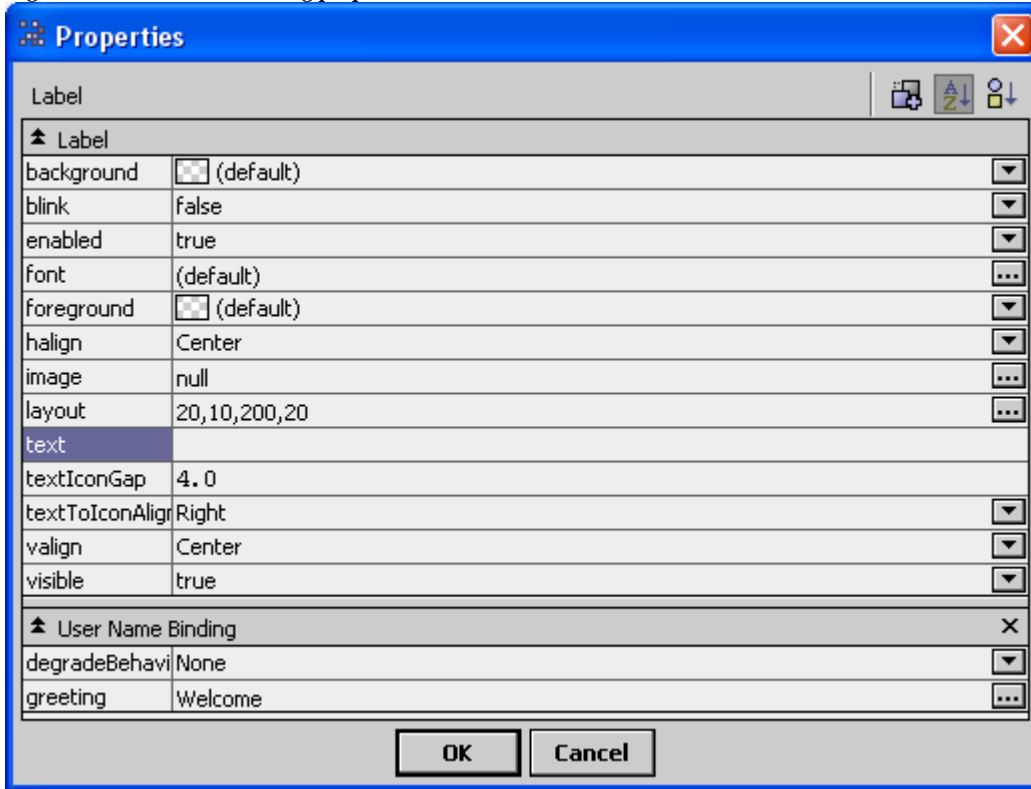 Properties
Label
Label
background (default)
blink false
enabled true
font (default)
foreground (default)
halign Center
image null
layout 20,10,200,20
text
textIconGap 4.0
textToIconAlign Right
valign Center
visible true
User Name Binding
degradeBehavi None
greeting Welcome
OK Cancel